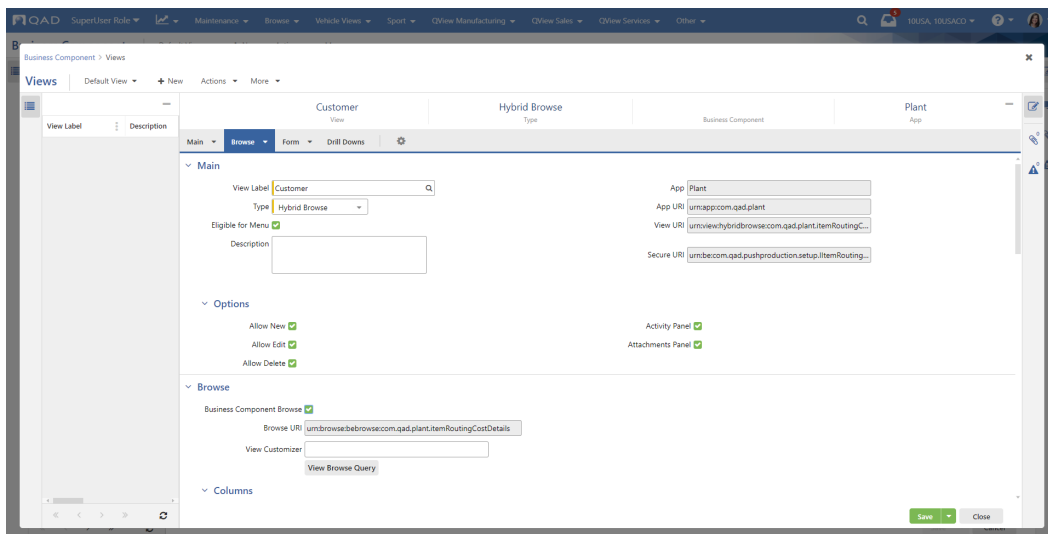 QAD SuperUser Role Maintenance Browse Vehicle Views Sport QView Manufacturing QView Sales QView Services Other 10USA, 10USACO
Business Component > Views
Views Default View + New Actions More
Customer Hybrid Browse Plant
View Type Business Component App
View Label Description
Main Browse Form Drill Downs
Main
View Label Customer App Plant
Type Hybrid Browse App URI urn:app:com.qad.plant
Eligible for Menu View URI urn:view:hybridbrowse:com.qad.plant.itemRoutingC...
Description Secure URI urn:be:com.qad.pushproduction.setup.IItemRouting...
Options
Allow New Activity Panel
Allow Edit Attachments Panel
Allow Delete
Browse
Business Component Browse
Browse URI urn:browse:bebrowse:com.qad.plant.itemRoutingCostDetails
View Customizer
View Browse Query
Columns
Save Close